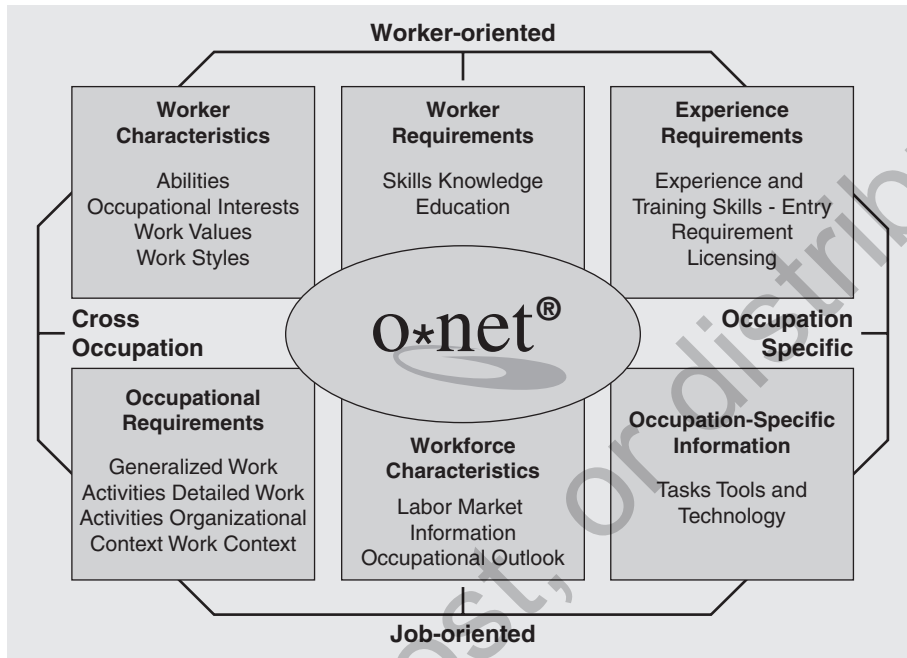 Worker-oriented
Worker
Characteristics
Abilities
Occupational Interests
Work Values
Work Styles
Worker
Requirements
Skills Knowledge
Education
Experience
Requirements
Experience and
Training Skills - Entry
Requirement
Licensing
Cross
Occupation
o*net®
Occupation
Specific
Occupational
Requirements
Generalized Work
Activities Detailed Work
Activities Organizational
Context Work Context
Workforce
Characteristics
Labor Market
Information
Occupational Outlook
Occupation-Specific
Information
Tasks Tools and
Technology
Job-oriented
post, or distrib